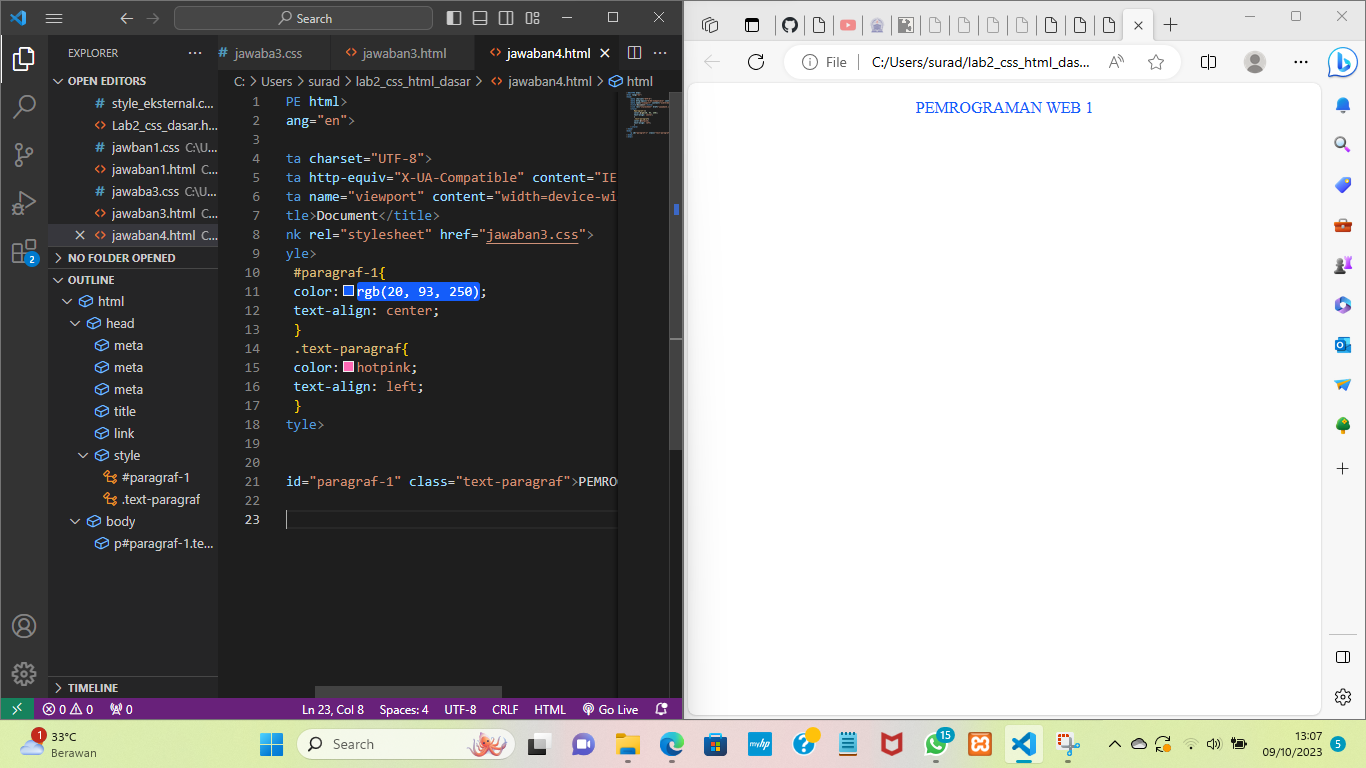 Search
EXPLORER
jawaba3.css
jawaban3.html
jawaban4.html
OPEN EDITORS
C: > Users > surad > lab2_css_html_dasar > jawaban4.html > html
style_eksternal.c...
Lab2_css_dasar.h...
jawban1.css C:\U...
jawaban1.html C...
jawaba3.css C:\U...
jawaban3.html C...
jawaban4.html C...
NO FOLDER OPENED
OUTLINE
html
head
meta
meta
meta
title
link
style
#paragraf-1
.text-paragraf
body
p#paragraf-1.te...
TIMELINE
2
1 PE html>
2 ang="en">
3
4 ta charset="UTF-8">
5 ta http-equiv="X-UA-Compatible" content="IE
6 ta name="viewport" content="width=device-wi
7 tle>Document</title>
8 nk rel="stylesheet" href="jawaban3.css">
9 yle>
10 #paragraf-1{
11 color: rgb(20, 93, 250);
12 text-align: center;
13 }
14 .text-paragraf{
15 color: hotpink;
16 text-align: left;
17 }
18 tyle>
19
20
21 id="paragraf-1" class="text-paragraf">PEMRO
22
23
0 0 0
Ln 23, Col 8 Spaces: 4 UTF-8 CRLF HTML Go Live
File C:/Users/surad/lab2_css_html_das...
PEMROGRAMAN WEB 1
1
33°C
Berawan
Search
myhp
15
13:07
09/10/2023
5